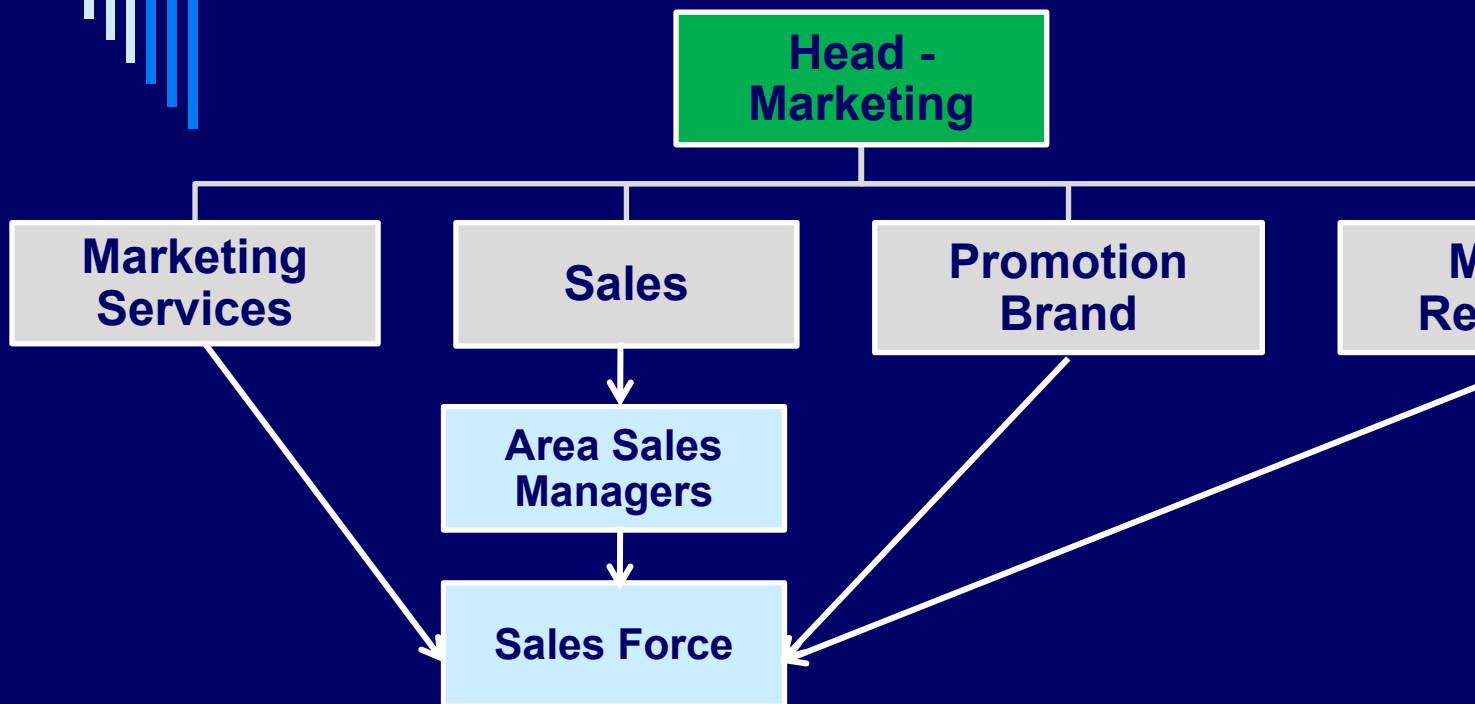 Head -
Marketing
Marketing
Services
Sales
Promotion
Brand
Area Sales
Managers
Sales Force